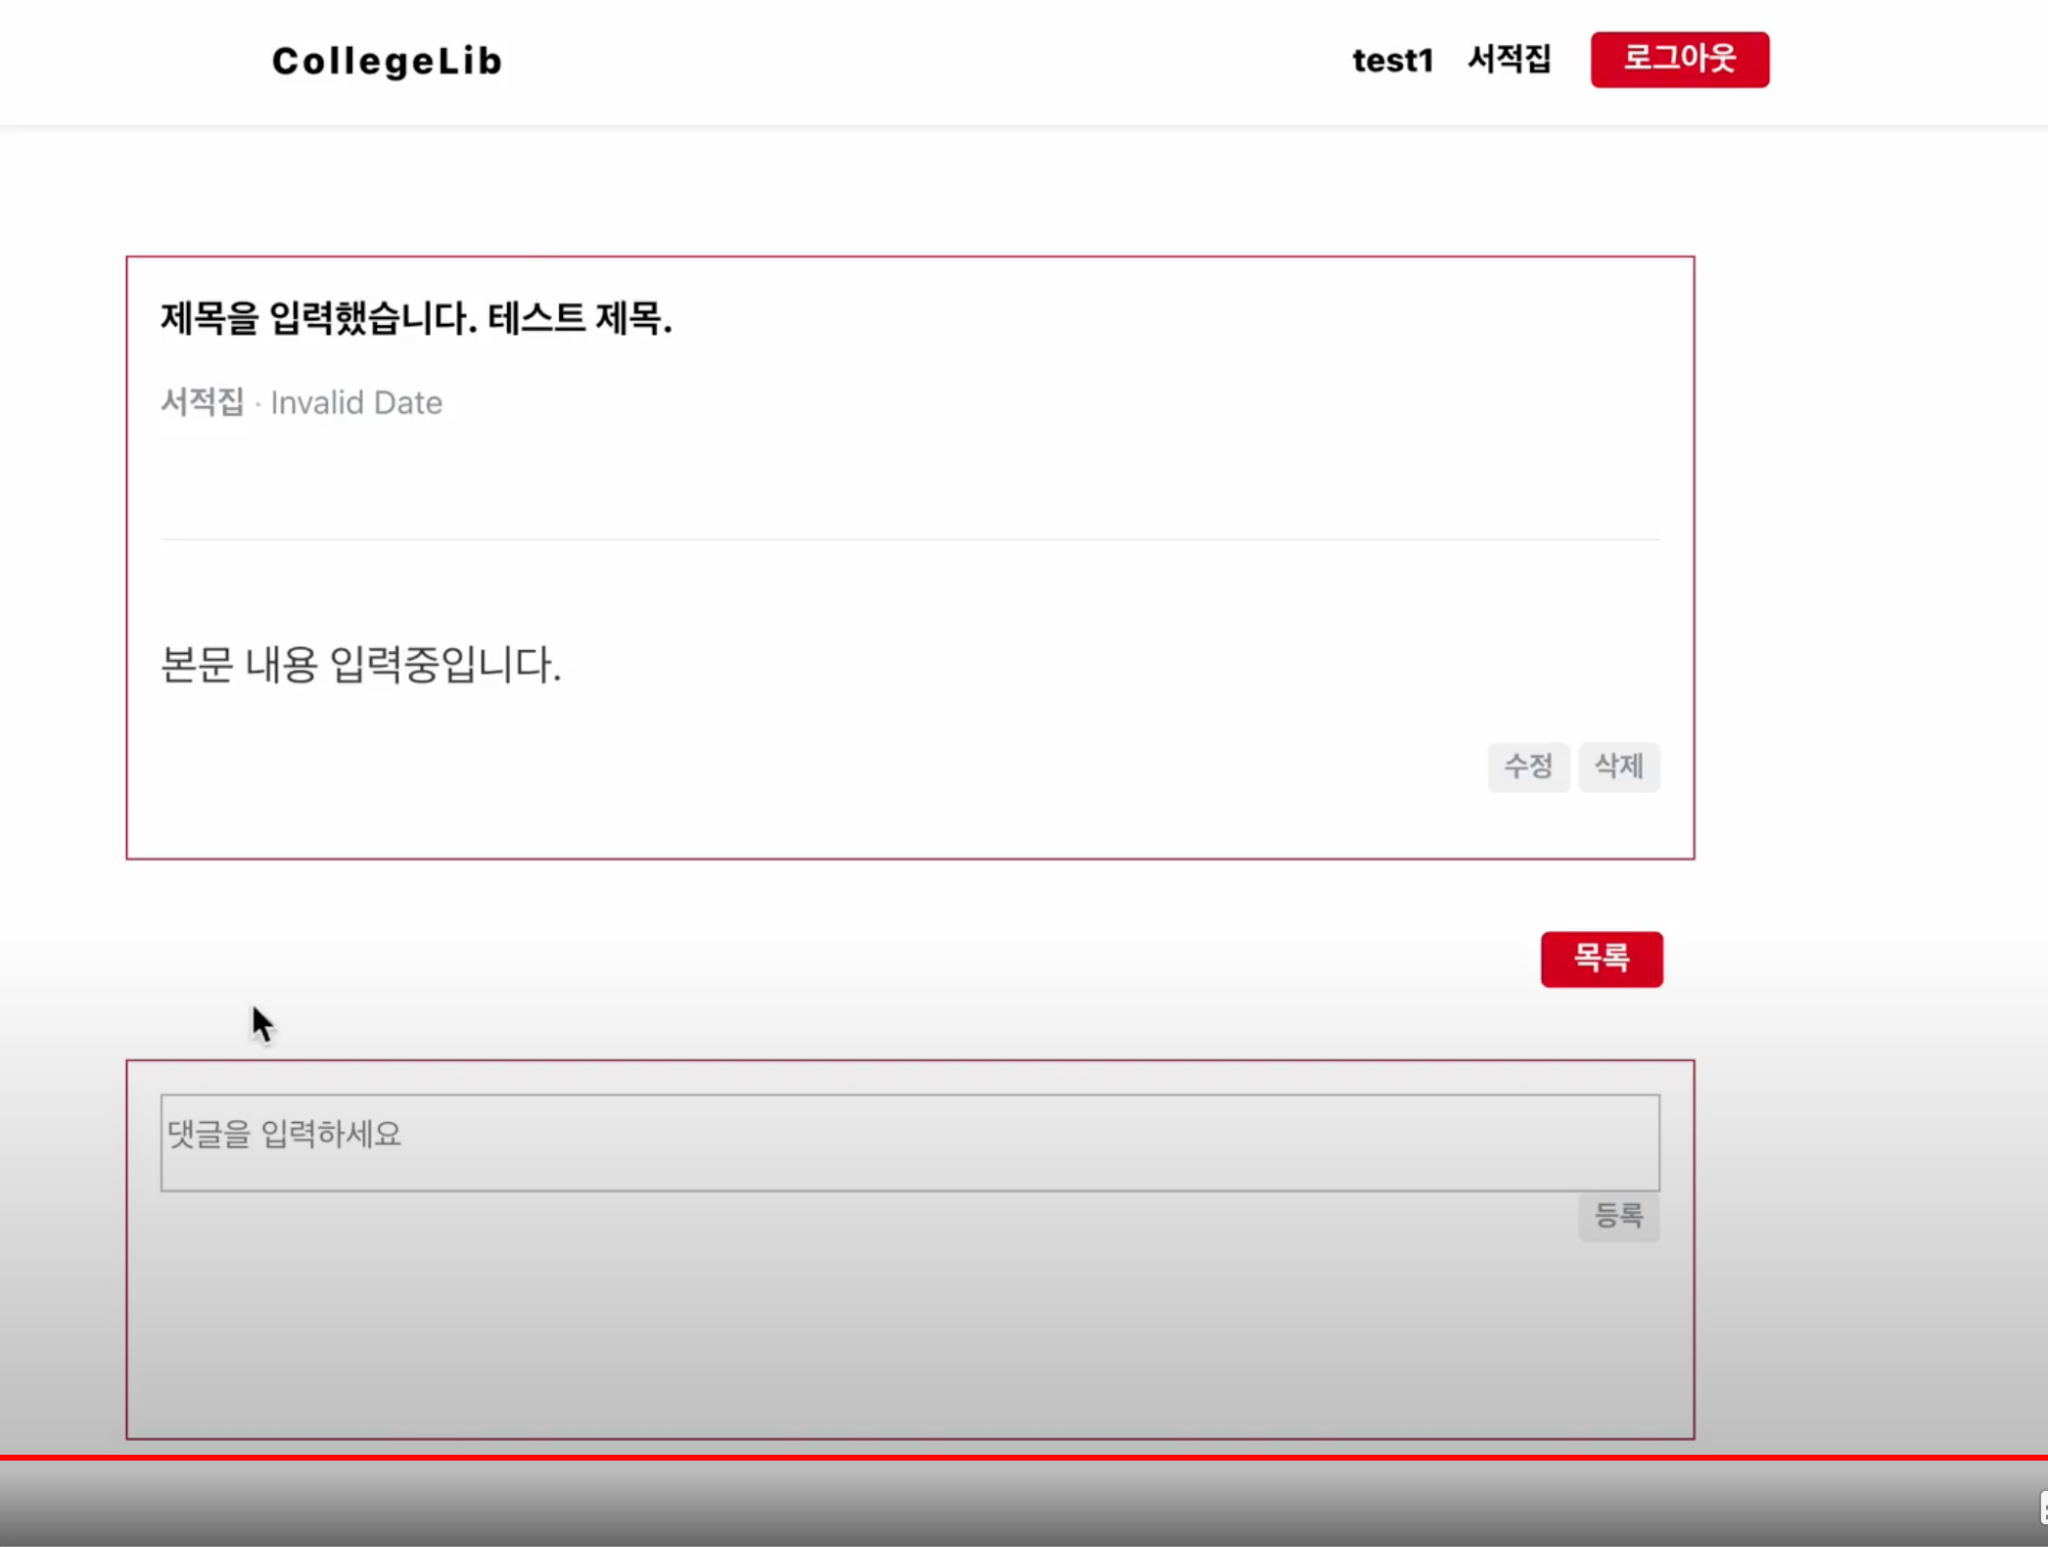 CollegeLib
test1 서적집 로그아웃
제목을 입력했습니다. 테스트 제목.
서적집 · Invalid Date
본문 내용 입력중입니다.
수정 삭제
목록
댓글을 입력하세요
등록